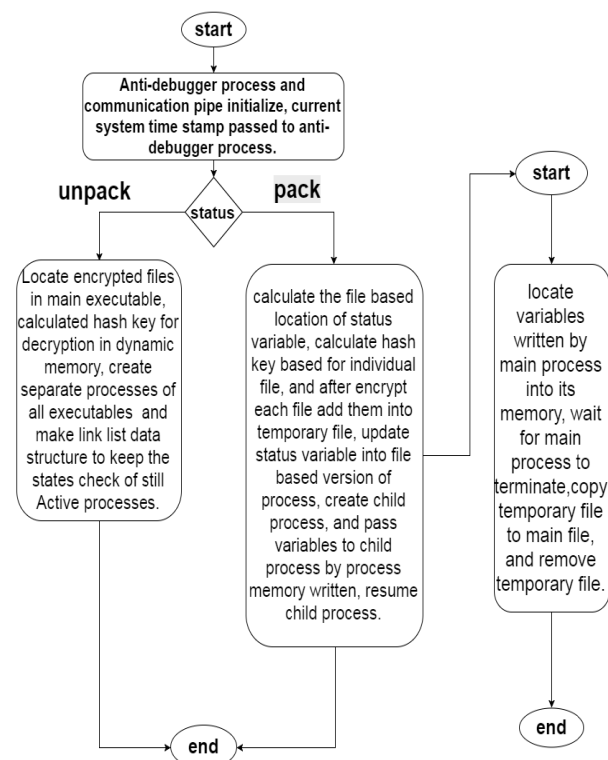 start
Anti-debugger process and
communication pipe initialize, current
system time stamp passed to anti-
debugger process.
unpack
pack
status
start
Locate encrypted files
in main executable,
calculated hash key for
decryption in dynamic
memory, create
separate processes of
all executables and
make link list data
structure to keep the
states check of still
Active processes.
calculate the file based
location of status
variable, calculate hash
key based for individual
file, and after encrypt
each file add them into
temporary file, update
status variable into file
based version of
process, create child
process, and pass
variables to child
process by process
memory written, resume
child process.
locate
variables
written by
main process
into its
memory, wait
for main
process to
terminate,copy
temporary file
to main file,
and remove
temporary file.
end
end